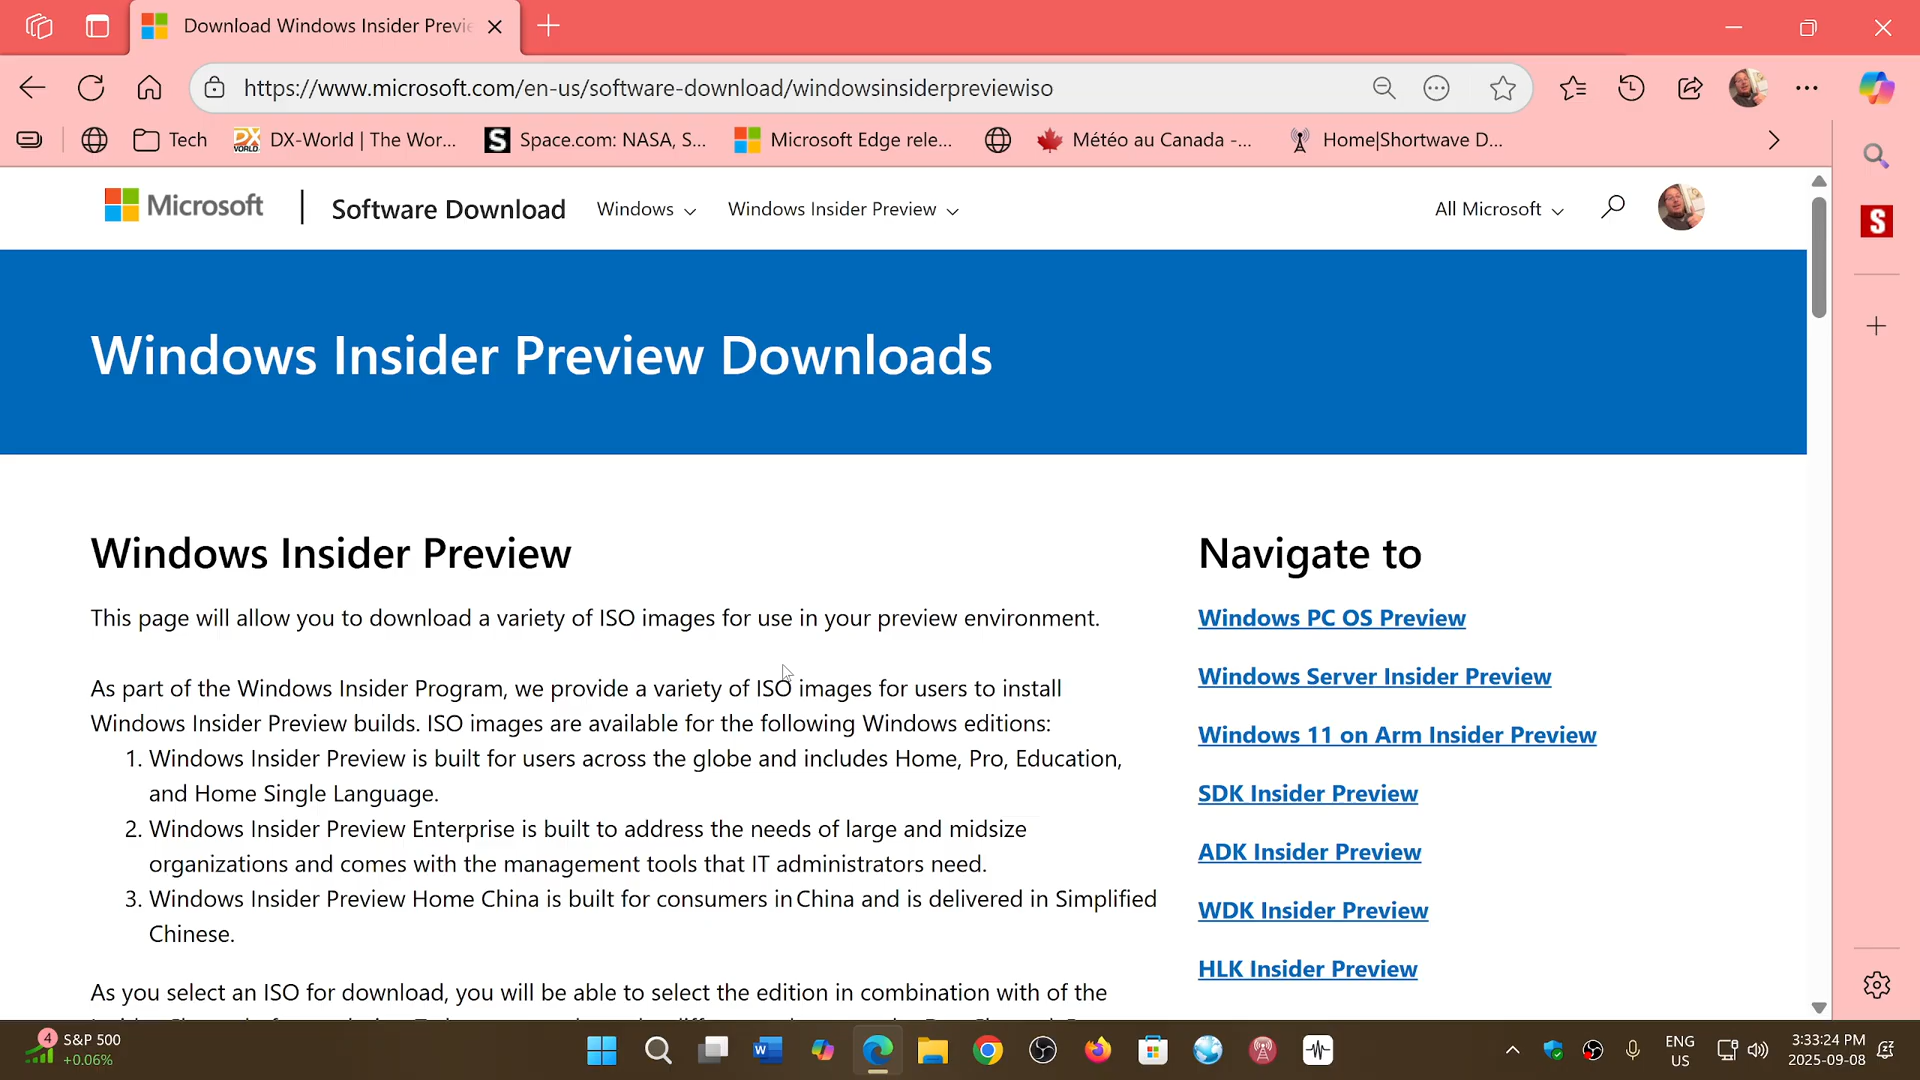 Download Windows Insider Previe
https://www.microsoft.com/en-us/software-download/windowsinsiderpreviewiso
Tech
DX-World | The Wor...
Space.com: NASA, S...
Microsoft Edge rele...
Météo au Canada -...
Home|Shortwave D...
Microsoft
Software Download
Windows
Windows Insider Preview
All Microsoft
Windows Insider Preview Downloads
Windows Insider Preview
This page will allow you to download a variety of ISO images for use in your preview environment.
As part of the Windows Insider Program, we provide a variety of ISO images for users to install
Windows Insider Preview builds. ISO images are available for the following Windows editions:
1. Windows Insider Preview is built for users across the globe and includes Home, Pro, Education,
and Home Single Language.
2. Windows Insider Preview Enterprise is built to address the needs of large and midsize
organizations and comes with the management tools that IT administrators need.
3. Windows Insider Preview Home China is built for consumers in China and is delivered in Simplified
Chinese.
As you select an ISO for download, you will be able to select the edition in combination with of the
Navigate to
Windows PC OS Preview
Windows Server Insider Preview
Windows 11 on Arm Insider Preview
SDK Insider Preview
ADK Insider Preview
WDK Insider Preview
HLK Insider Preview
4
S&P 500
+0.06%
ENG
US
3:33:24 PM
2025-09-08